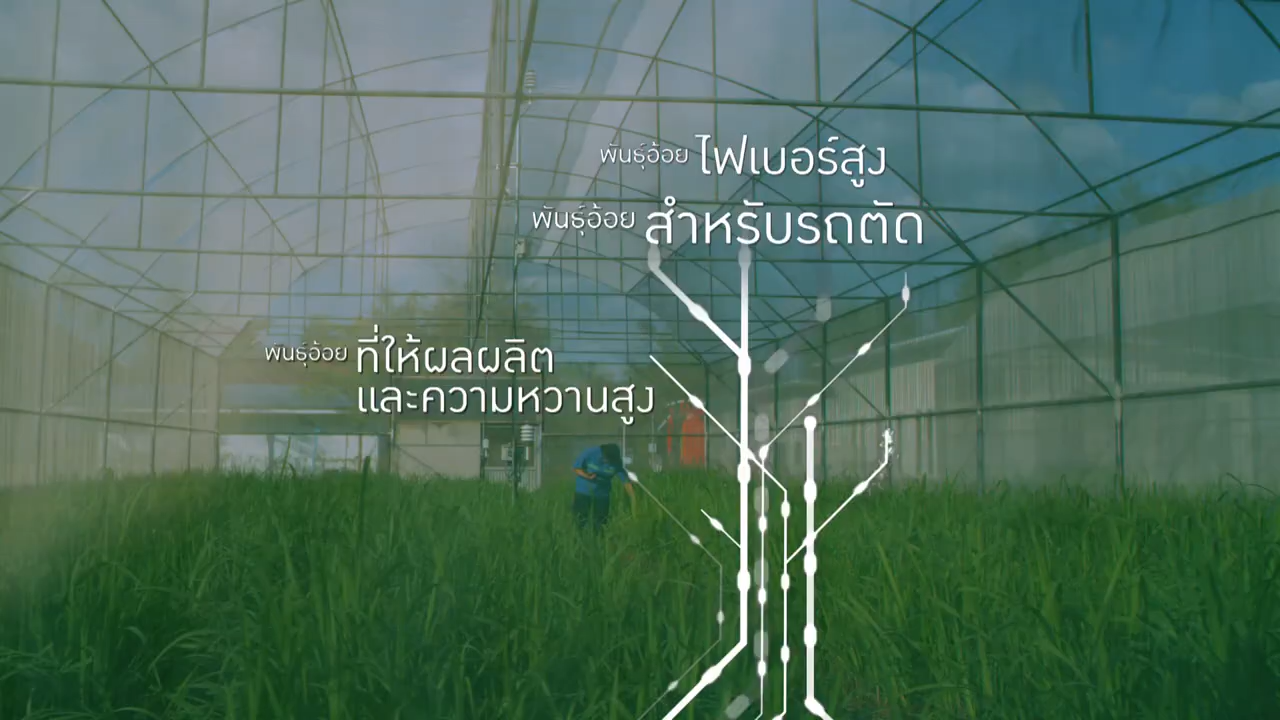 พันธุ์อ้อย ไฟเบอร์สูง
พันธุ์อ้อย สำหรับรถตัด
พันธุ์อ้อย ที่ให้ผลผลิต
และความหวานสูง